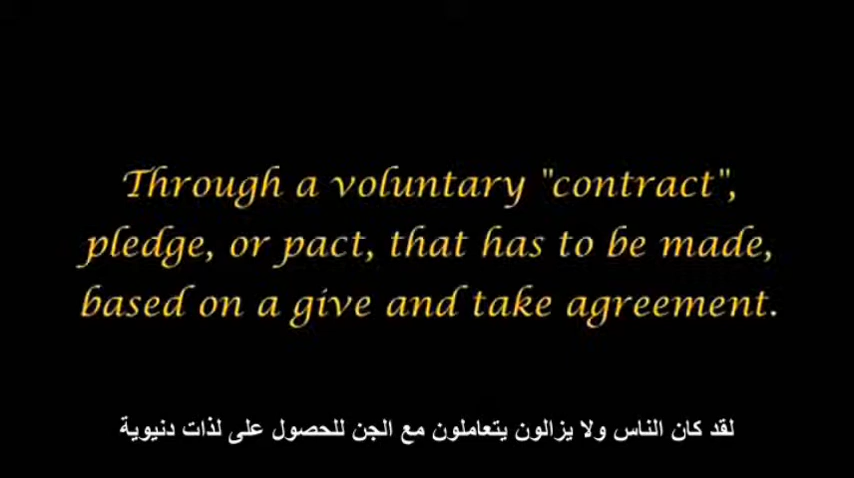 Through a voluntary "contract",
pledge, or pact, that has to be made,
based on a give and take agreement.
لقد كان الناس ولا يزالون يتعاملون مع الجن للحصول على لذات دنيوية